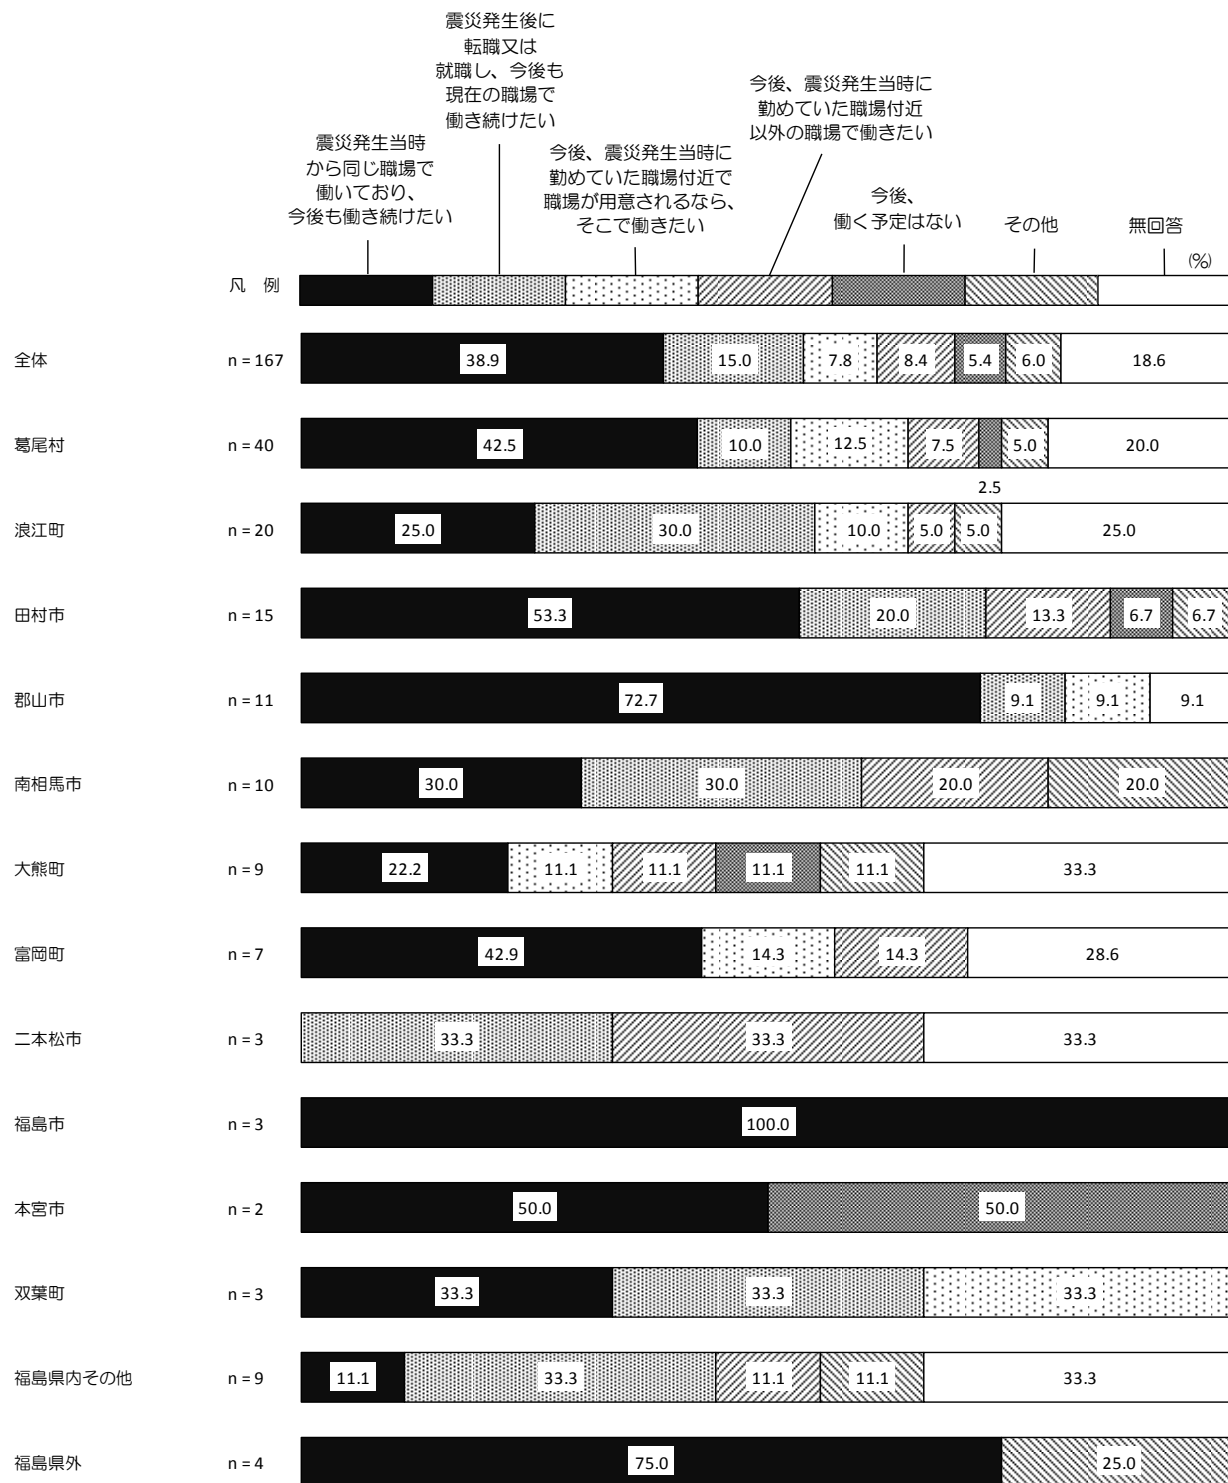 震災発生後に
転職又は
就職し、今後も
現在の職場で
働き続けたい
今後、震災発生当時に
勤めていた職場付近
以外の職場で働きたい
震災発生当時
から同じ職場で
働いており、
今後も働き続けたい
今後、震災発生当時に
勤めていた職場付近で
職場が用意されるなら、
そこで働きたい
今後、
働く予定はない
その他
無回答
(%)
凡 例
全体 n = 167 38.9 15.0 7.8 8.4 5.4 6.0 18.6
葛尾村 n = 40 42.5 10.0 12.5 7.5 5.0 20.0
2.5
浪江町 n = 20 25.0 30.0 10.0 5.0 5.0 25.0
田村市 n = 15 53.3 20.0 13.3 6.7 6.7
郡山市 n = 11 72.7 9.1 9.1 9.1
南相馬市 n = 10 30.0 30.0 20.0 20.0
大熊町 n = 9 22.2 11.1 11.1 11.1 11.1 33.3
富岡町 n = 7 42.9 14.3 14.3 28.6
二本松市 n = 3 33.3 33.3 33.3
福島市 n = 3 100.0
本宮市 n = 2 50.0 50.0
双葉町 n = 3 33.3 33.3 33.3
福島県内その他 n = 9 11.1 33.3 11.1 11.1 33.3
福島県外 n = 4 75.0 25.0